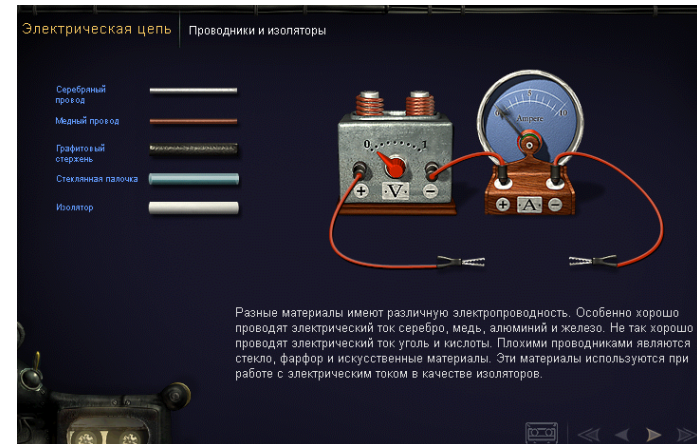 Электрическая цепь
Проводники и изоляторы
Серебряный
провод
Медный провод
Графитовый
стержень
Стеклянная палочка
Изолятор
0 1
+ V −
Ampere
+ A −
Разные материалы имеют различную электропроводность. Особенно хорошо
проводят электрический ток серебро, медь, алюминий и железо. Не так хорошо
проводят электрический ток уголь и кислоты. Плохими проводниками являются
стекло, фарфор и искусственные материалы. Эти материалы используются при
работе с электрическим током в качестве изоляторов.